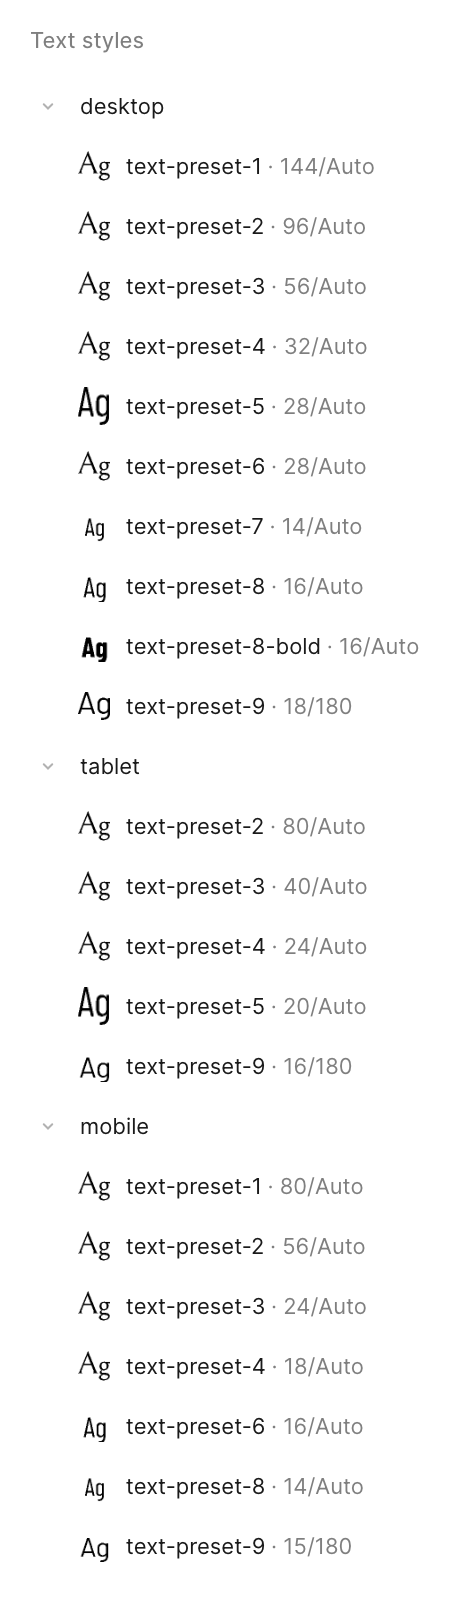 Text styles
desktop
Ag text-preset-1 · 144/Auto
Ag text-preset-2 · 96/Auto
Ag text-preset-3 · 56/Auto
Ag text-preset-4 · 32/Auto
Ag text-preset-5 · 28/Auto
Ag text-preset-6 · 28/Auto
Ag text-preset-7 · 14/Auto
Ag text-preset-8 · 16/Auto
Ag text-preset-8-bold · 16/Auto
Ag text-preset-9 · 18/180
tablet
Ag text-preset-2 · 80/Auto
Ag text-preset-3 · 40/Auto
Ag text-preset-4 · 24/Auto
Ag text-preset-5 · 20/Auto
Ag text-preset-9 · 16/180
mobile
Ag text-preset-1 · 80/Auto
Ag text-preset-2 · 56/Auto
Ag text-preset-3 · 24/Auto
Ag text-preset-4 · 18/Auto
Ag text-preset-6 · 16/Auto
Ag text-preset-8 · 14/Auto
Ag text-preset-9 · 15/180